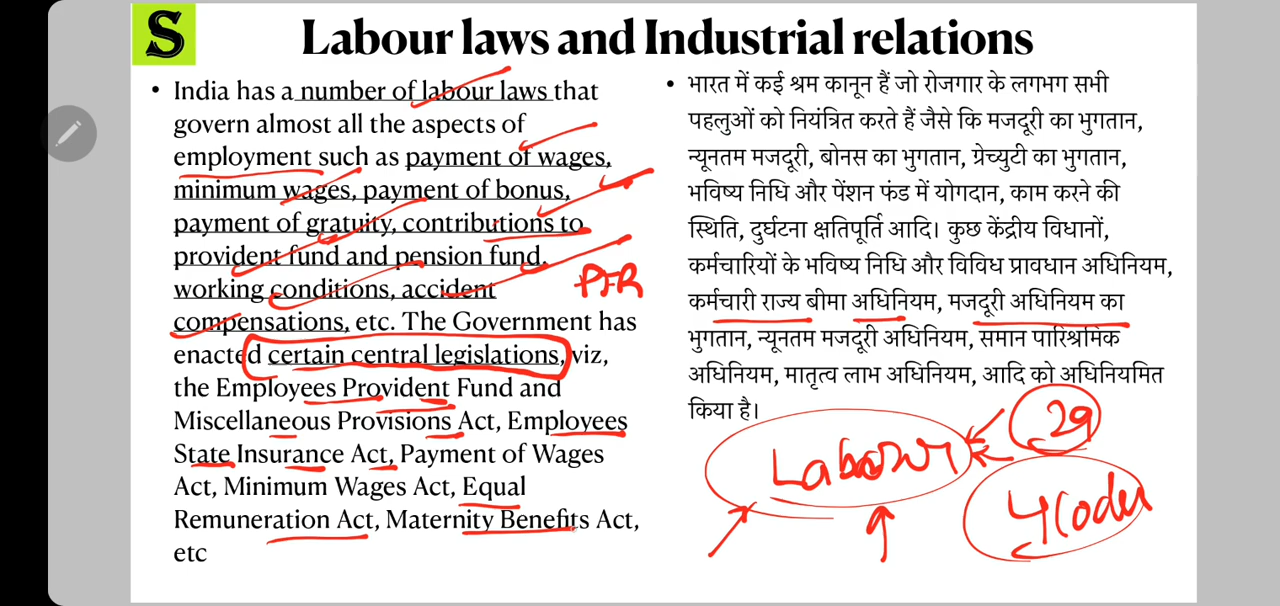 S
Labour laws and Industrial relations
• India has a number of labour laws that
govern almost all the aspects of
employment such as payment of wages,
minimum wages, payment of bonus,
payment of gratuity, contributions to
provident fund and pension fund,
working conditions, accident
compensations, etc. The Government has
enacted certain central legislations, viz,
the Employees Provident Fund and
Miscellaneous Provisions Act, Employees
State Insurance Act, Payment of Wages
Act, Minimum Wages Act, Equal
Remuneration Act, Maternity Benefits Act,
etc
• भारत में कई श्रम कानून हैं जो रोजगार के लगभग सभी
पहलुओं को नियंत्रित करते हैं जैसे कि मजदूरी का भुगतान,
न्यूनतम मजदूरी, बोनस का भुगतान, ग्रेच्युटी का भुगतान,
भविष्य निधि और पेंशन फंड में योगदान, काम करने की
स्थिति, दुर्घटना क्षतिपूर्ति आदि। कुछ केंद्रीय विधानों,
कर्मचारियों के भविष्य निधि और विविध प्रावधान अधिनियम,
कर्मचारी राज्य बीमा अधिनियम, मजदूरी अधिनियम का
भुगतान, न्यूनतम मजदूरी अधिनियम, समान पारिश्रमिक
अधिनियम, मातृत्व लाभ अधिनियम, आदि को अधिनियमित
किया है।
Labour
29
4 Codes